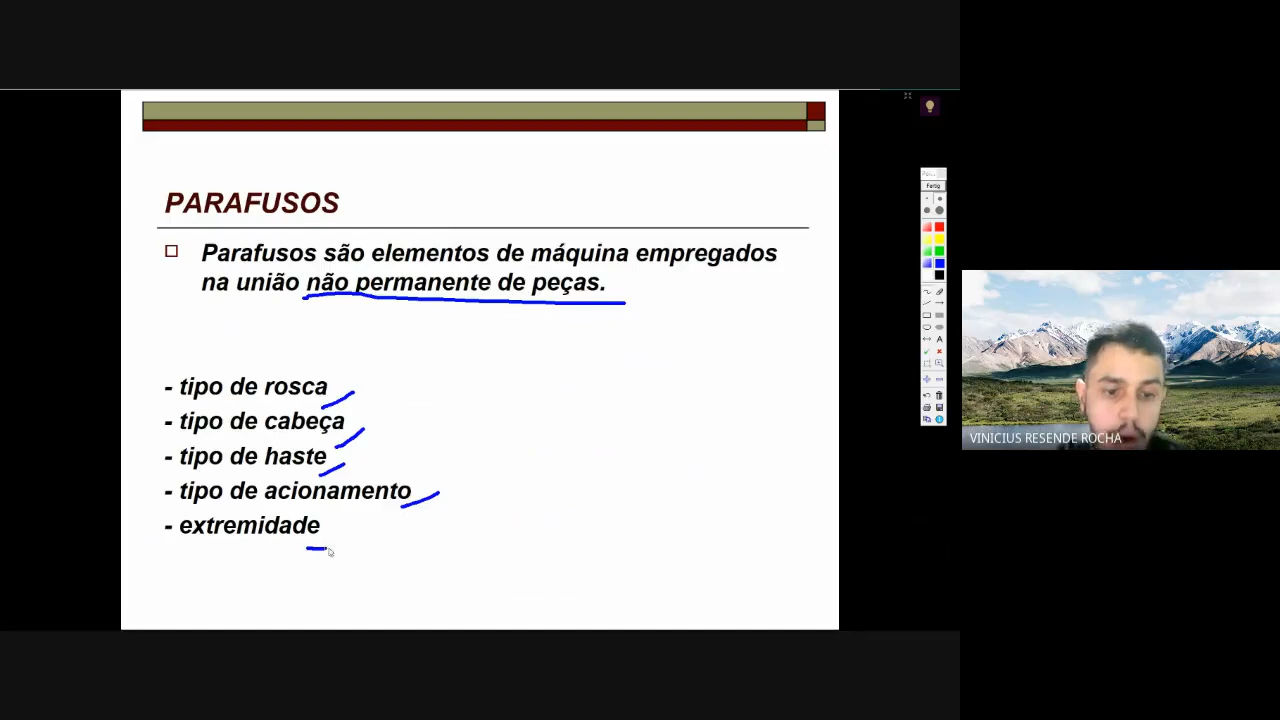 PARAFUSOS
Parafusos são elementos de máquina empregados
na união não permanente de peças.
- tipo de rosca
- tipo de cabeça
- tipo de haste
- tipo de acionamento
- extremidade
Fertig
A
VINICIUS RESENDE ROCHA